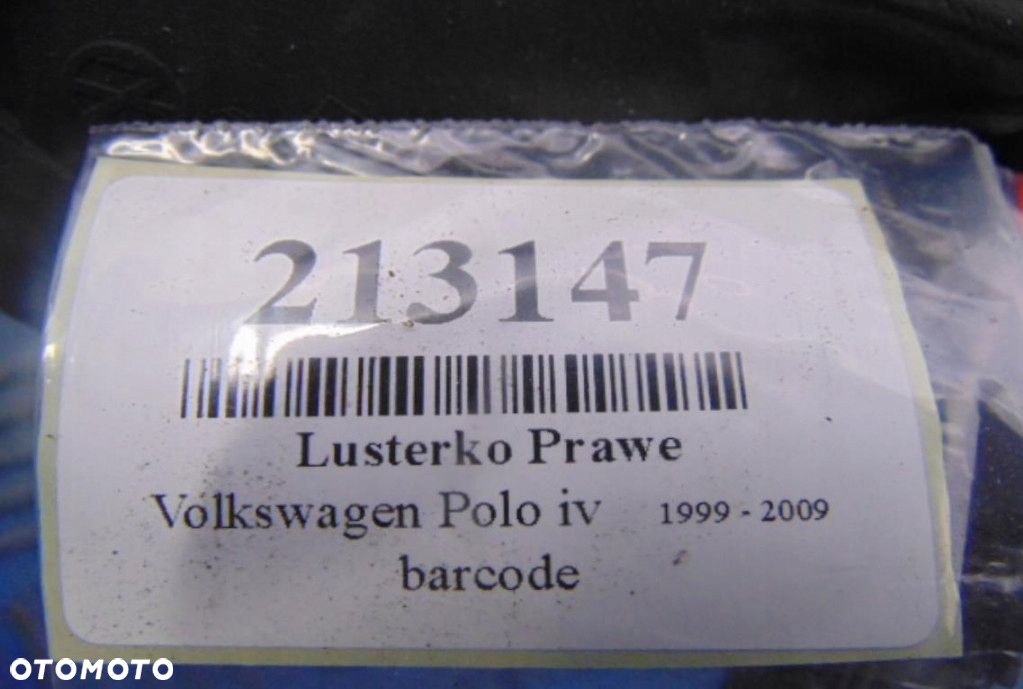 213147
Lusterko Prawe
Volkswagen Polo iv 1999 - 2009
barcode
OTOMOTO